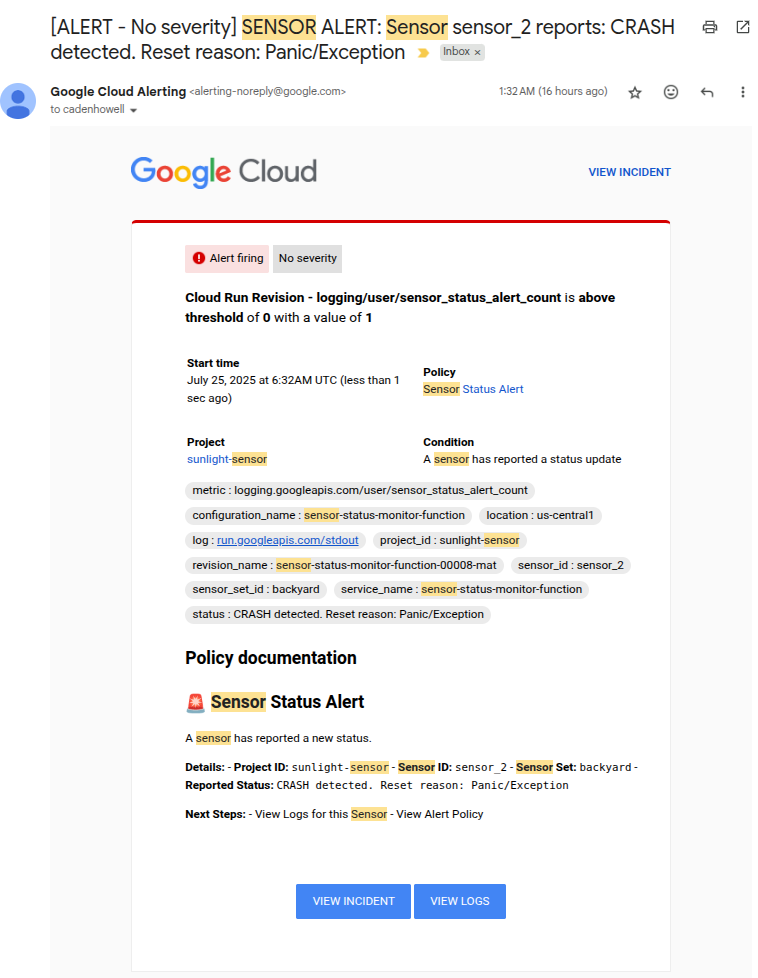 [ALERT - No severity] SENSOR ALERT: Sensor sensor_2 reports: CRASH
detected. Reset reason: Panic/Exception Inbox ×
Google Cloud Alerting <alerting-noreply@google.com> 1:32 AM (16 hours ago)
to cadenhowell
Google Cloud VIEW INCIDENT
Alert firing No severity
Cloud Run Revision - logging/user/sensor_status_alert_count is above
threshold of 0 with a value of 1
Start time
July 25, 2025 at 6:32AM UTC (less than 1
sec ago)
Policy
Sensor Status Alert
Project
sunlight-sensor
Condition
A sensor has reported a status update
metric : logging.googleapis.com/user/sensor_status_alert_count
configuration_name : sensor-status-monitor-function location : us-central1
log : run.googleapis.com/stdout project_id : sunlight-sensor
revision_name : sensor-status-monitor-function-00008-mat sensor_id : sensor_2
sensor_set_id : backyard service_name : sensor-status-monitor-function
status : CRASH detected. Reset reason: Panic/Exception
Policy documentation
🚨 Sensor Status Alert
A sensor has reported a new status.
Details: - Project ID: sunlight-sensor - Sensor ID: sensor_2 - Sensor Set: backyard -
Reported Status: CRASH detected. Reset reason: Panic/Exception
Next Steps: - View Logs for this Sensor - View Alert Policy
VIEW INCIDENT VIEW LOGS